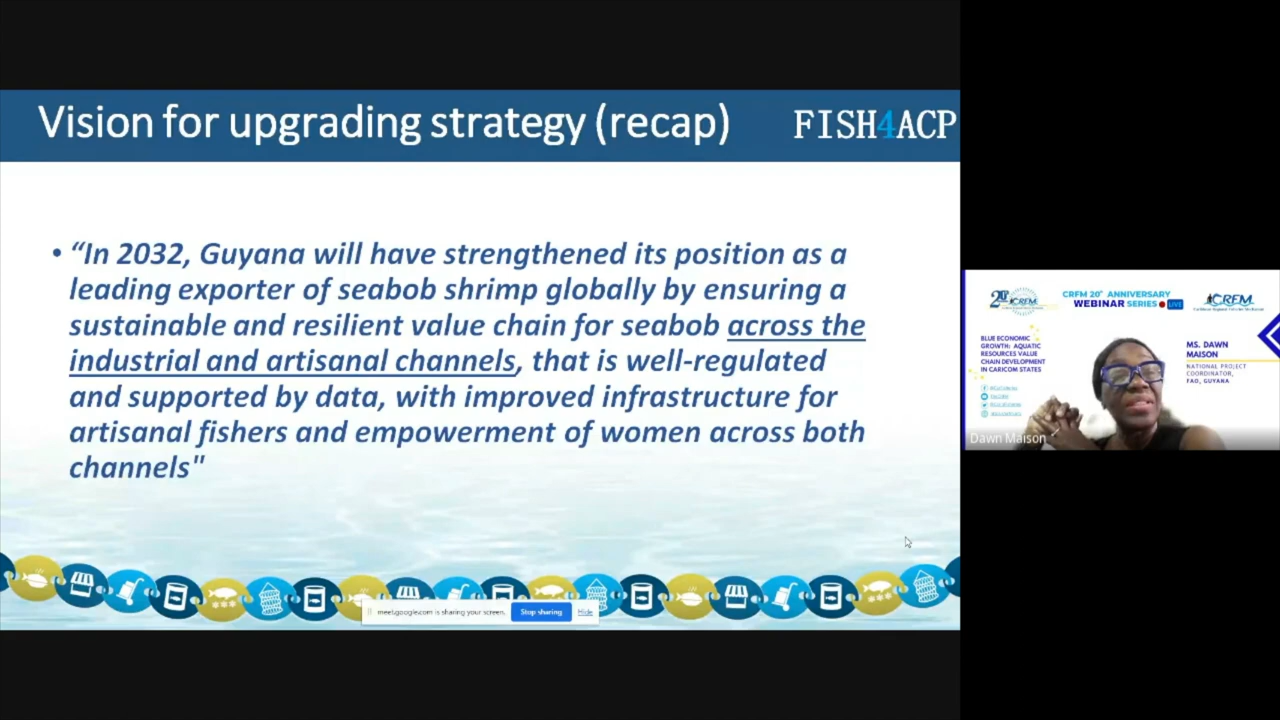 Vision for upgrading strategy (recap)
FISH4ACP
• “In 2032, Guyana will have strengthened its position as a
leading exporter of seabob shrimp globally by ensuring a
sustainable and resilient value chain for seabob across the
industrial and artisanal channels, that is well-regulated
and supported by data, with improved infrastructure for
artisanal fishers and empowerment of women across both
channels"
meet.google.com is sharing your screen.
Stop sharing
Hide
CRFM 20TH ANNIVERSARY
WEBINAR SERIES LIVE
CRFM
BLUE ECONOMIC
GROWTH: AQUATIC
RESOURCES VALUE
CHAIN DEVELOPMENT
IN CARICOM STATES
MS. DAWN
MAISON
NATIONAL PROJECT
COORDINATOR,
FAO, GUYANA
Dawn Maison